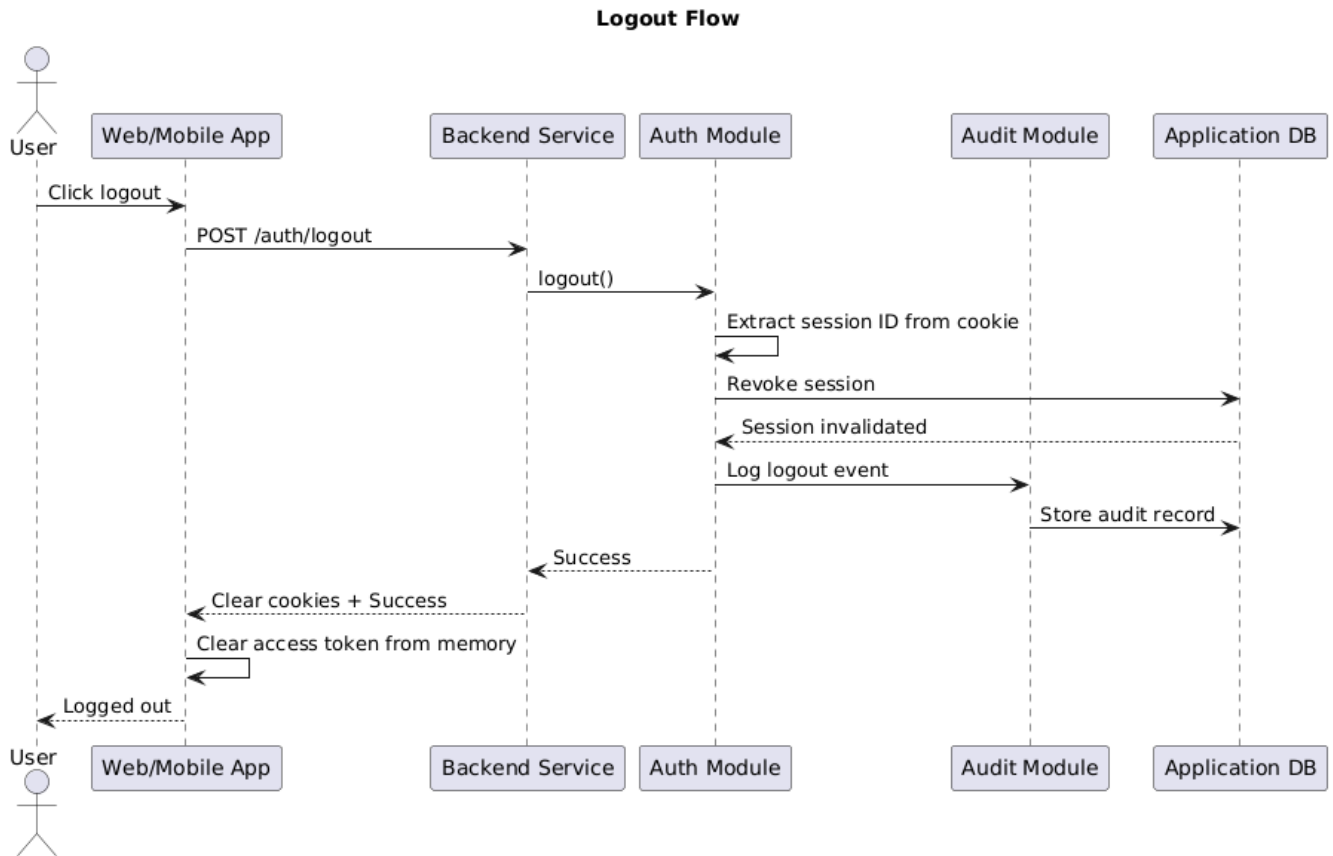 Logout Flow
User
Web/Mobile App
Backend Service
Auth Module
Audit Module
Application DB
Click logout
POST /auth/logout
logout()
Extract session ID from cookie
Revoke session
Session invalidated
Log logout event
Store audit record
Success
Clear cookies + Success
Clear access token from memory
Logged out
User
Web/Mobile App
Backend Service
Auth Module
Audit Module
Application DB